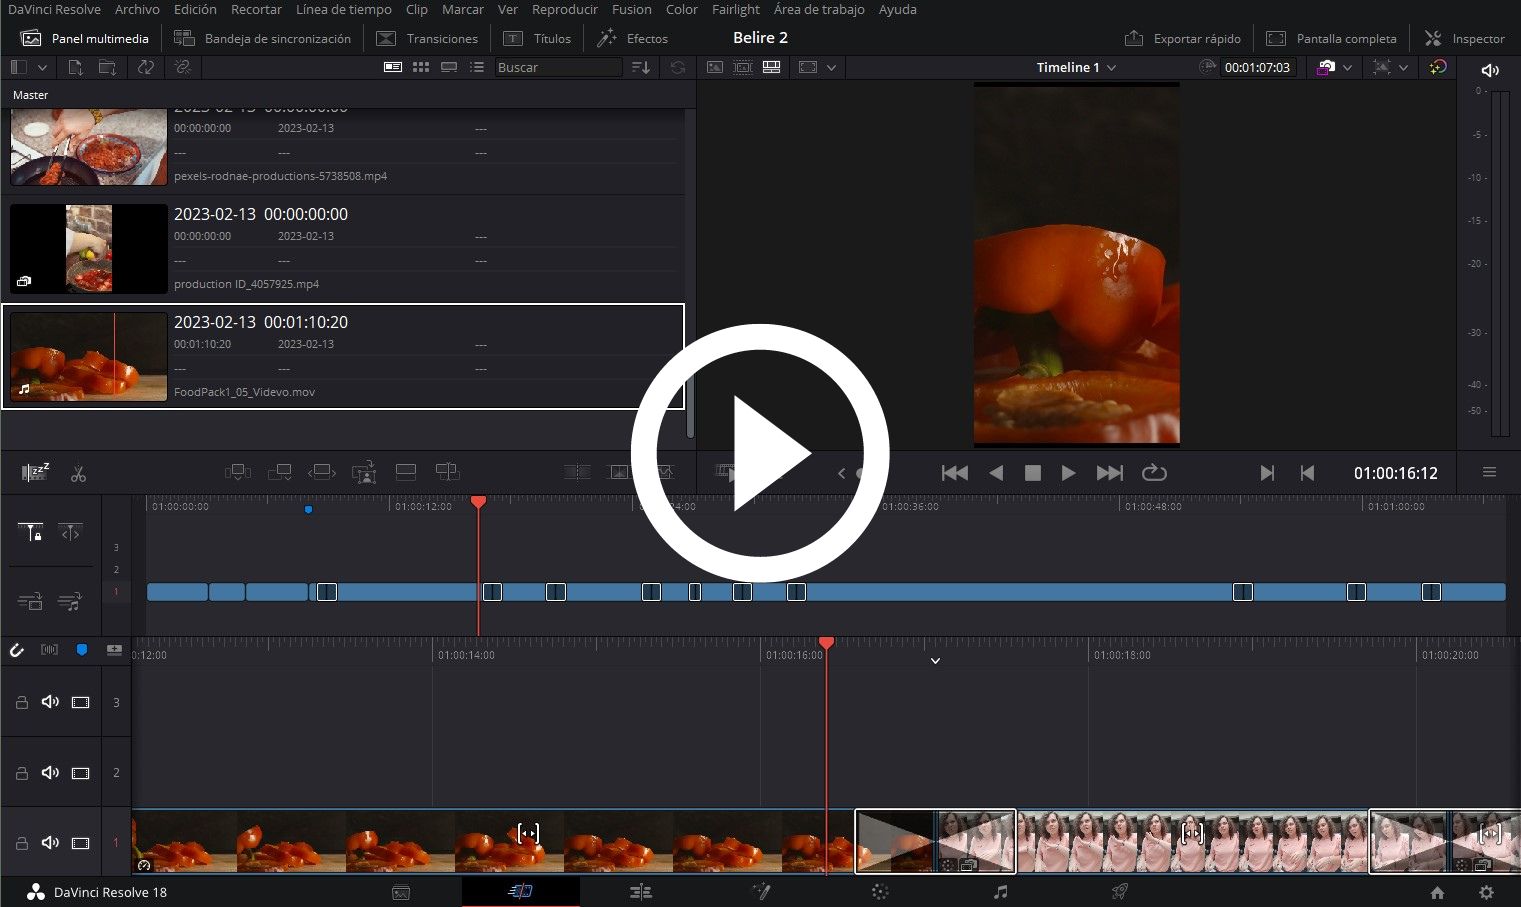 DaVinci Resolve Archivo Edición Recortar Línea de tiempo Clip Marcar Ver Reproducir Fusion Color Fairlight Área de trabajo Ayuda
Panel multimedia Bandeja de sincronización Transiciones Títulos Efectos Belire 2 Exportar rápido Pantalla completa Inspector
Buscar Timeline 1 00:01:07:03
Master
2023-02-13 00:00:00:00
00:00:00:00 2023-02-13 ---
--- --- ---
pexels-rodnae-productions-5738508.mp4
2023-02-13 00:00:00:00
00:00:00:00 2023-02-13 ---
--- --- ---
production ID_4057925.mp4
2023-02-13 00:01:10:20
00:01:10:20 2023-02-13 ---
--- --- ---
FoodPack1_05_Videvo.mov
0 -
-5 -
-10 -
-15 -
-20 -
-30 -
-40 -
-50 -
zzz
01:00:16:12
01:00:00:00 01:00:12:00 24:00 00:36:00 01:00:48:00 01:01:00:00
3
2
1
0:12:00 01:00:14:00 01:00:16:00 01:00:18:00 01:00:20:00
3
2
1
DaVinci Resolve 18